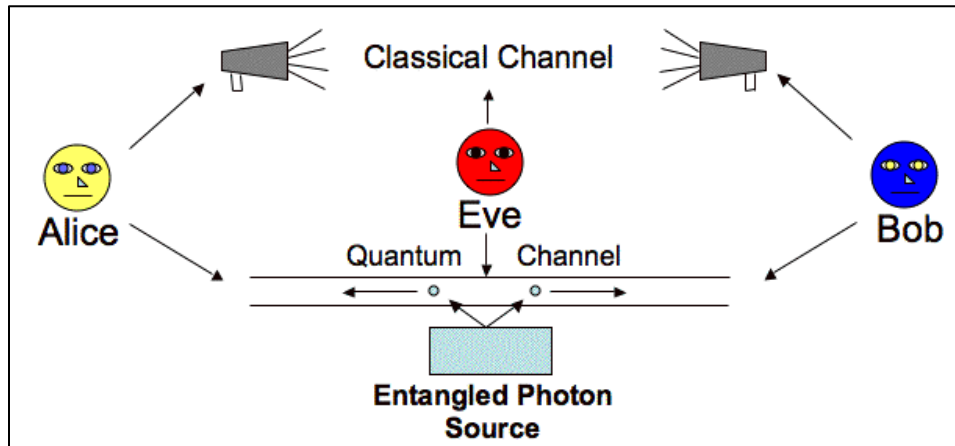 Classical Channel
Alice
Eve
Bob
Quantum Channel
Entangled Photon
Source